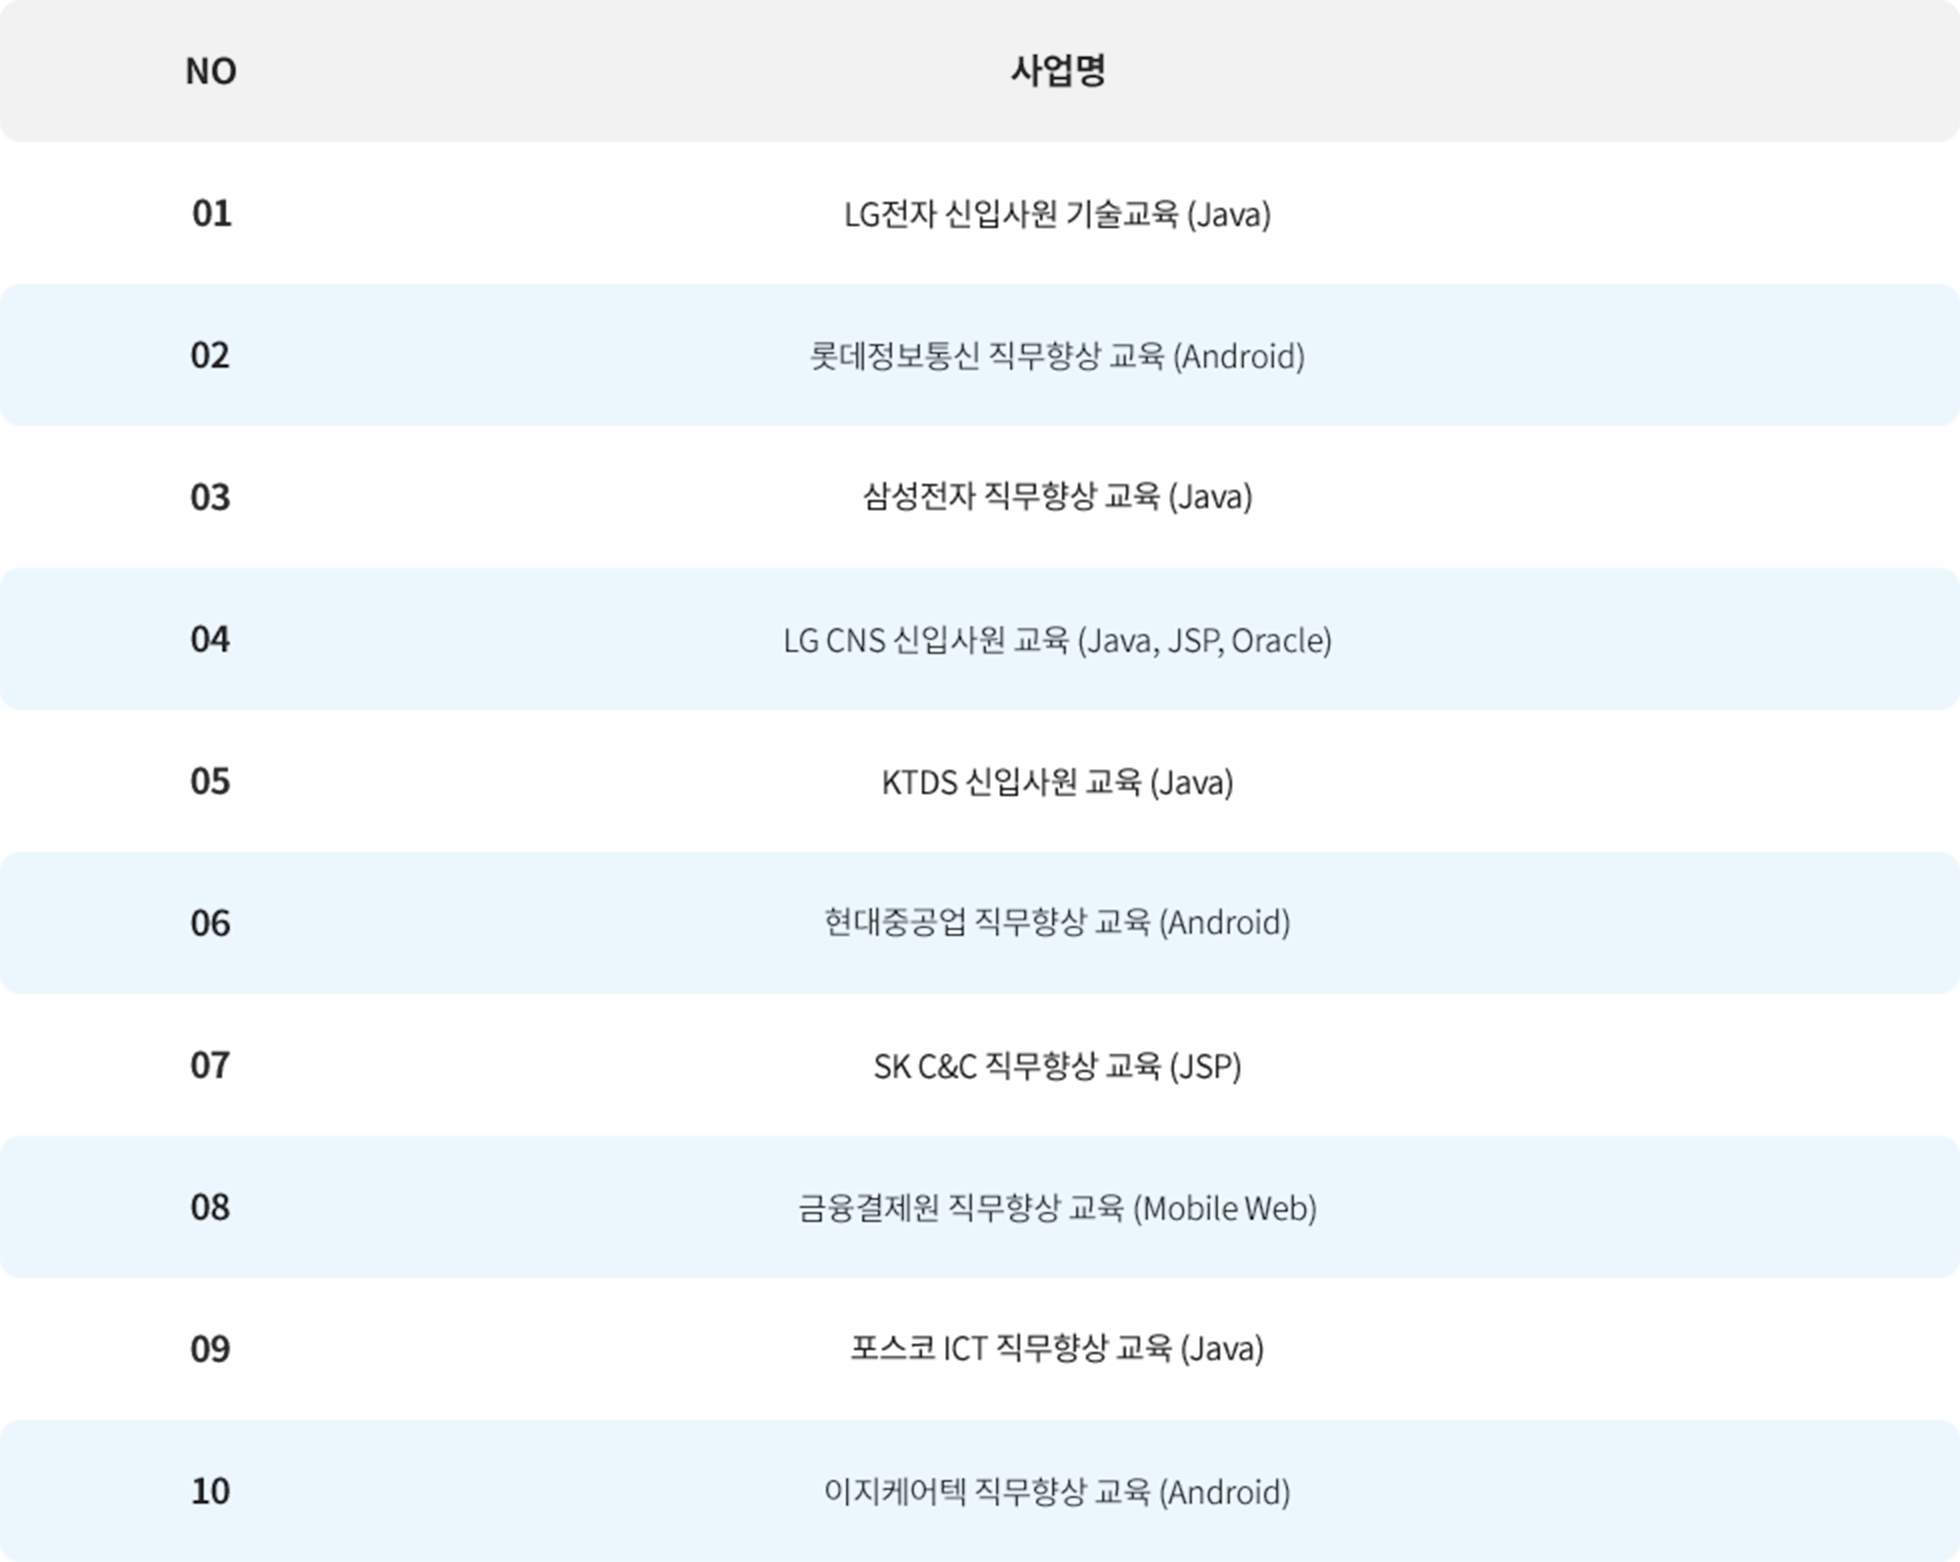 NO 사업명
01 LG전자 신입사원 기술교육 (Java)
02 롯데정보통신 직무향상 교육 (Android)
03 삼성전자 직무향상 교육 (Java)
04 LG CNS 신입사원 교육 (Java, JSP, Oracle)
05 KTDS 신입사원 교육 (Java)
06 현대중공업 직무향상 교육 (Android)
07 SK C&C 직무향상 교육 (JSP)
08 금융결제원 직무향상 교육 (Mobile Web)
09 포스코 ICT 직무향상 교육 (Java)
10 이지케어텍 직무향상 교육 (Android)